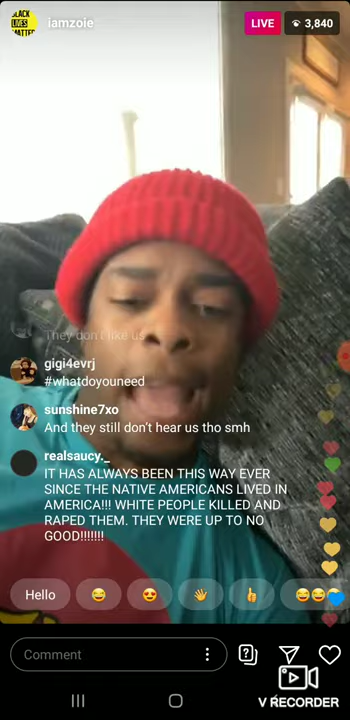 BLACK
LIVES
MATTER
iamzoie
LIVE
3,840
They don't like us
gigi4evrj
#whatdoyouneed
sunshine7xo
And they still don't hear us tho smh
realsaucy._
IT HAS ALWAYS BEEN THIS WAY EVER
SINCE THE NATIVE AMERICANS LIVED IN
AMERICA!!! WHITE PEOPLE KILLED AND
RAPED THEM. THEY WERE UP TO NO
GOOD!!!!!!!
Hello
Comment
V RECORDER